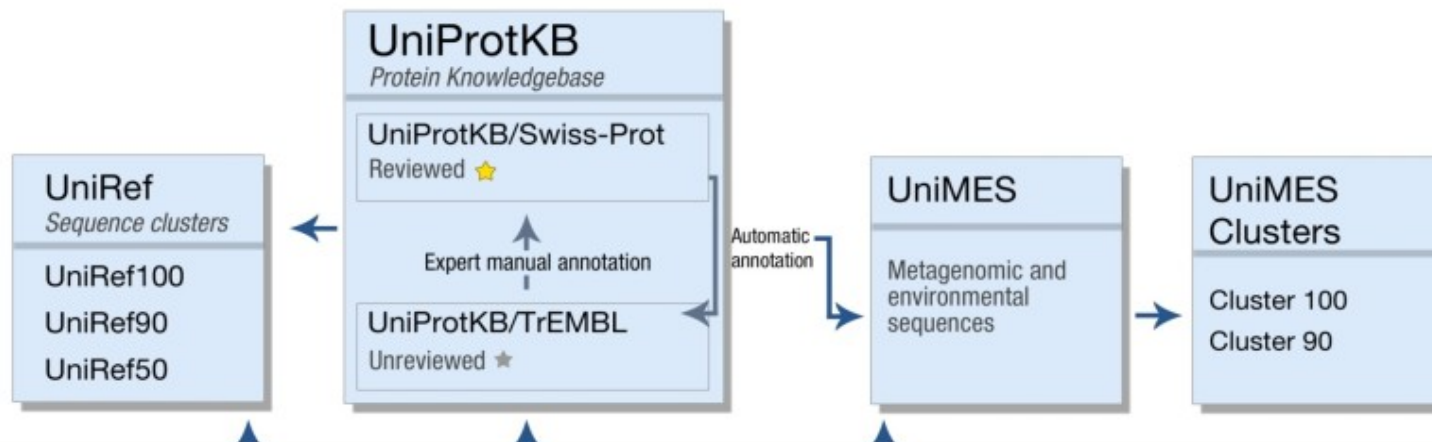 UniProtKB
Protein Knowledgebase
UniProtKB/Swiss-Prot
Reviewed
Expert manual annotation
UniProtKB/TrEMBL
Unreviewed
UniRef
Sequence clusters
UniRef100
UniRef90
UniRef50
Automatic
annotation
UniMES
Metagenomic and
environmental
sequences
UniMES
Clusters
Cluster 100
Cluster 90